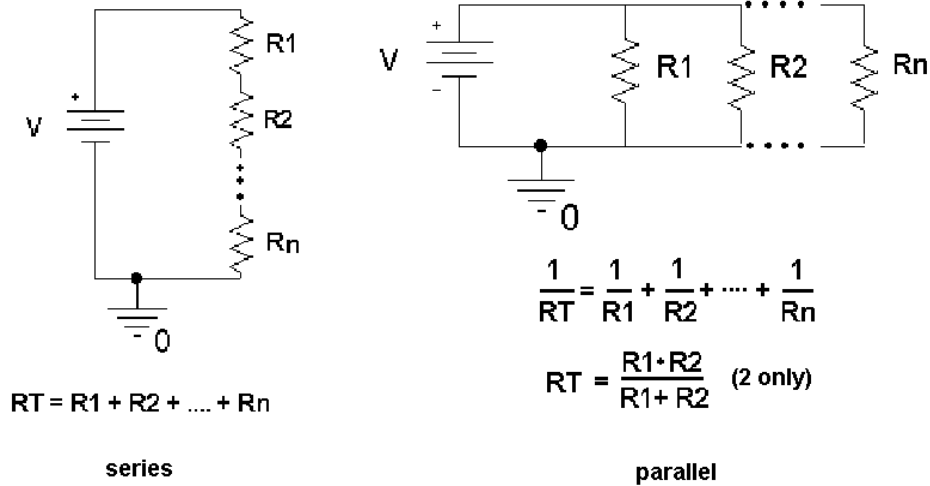 +
V
R1
R2
Rn
0
RT = R1 + R2 + .... + Rn
series
+
V
−
R1 R2 Rn
0
1/RT = 1/R1 + 1/R2 + .... + 1/Rn
RT = R1•R2/R1+R2 (2 only)
parallel